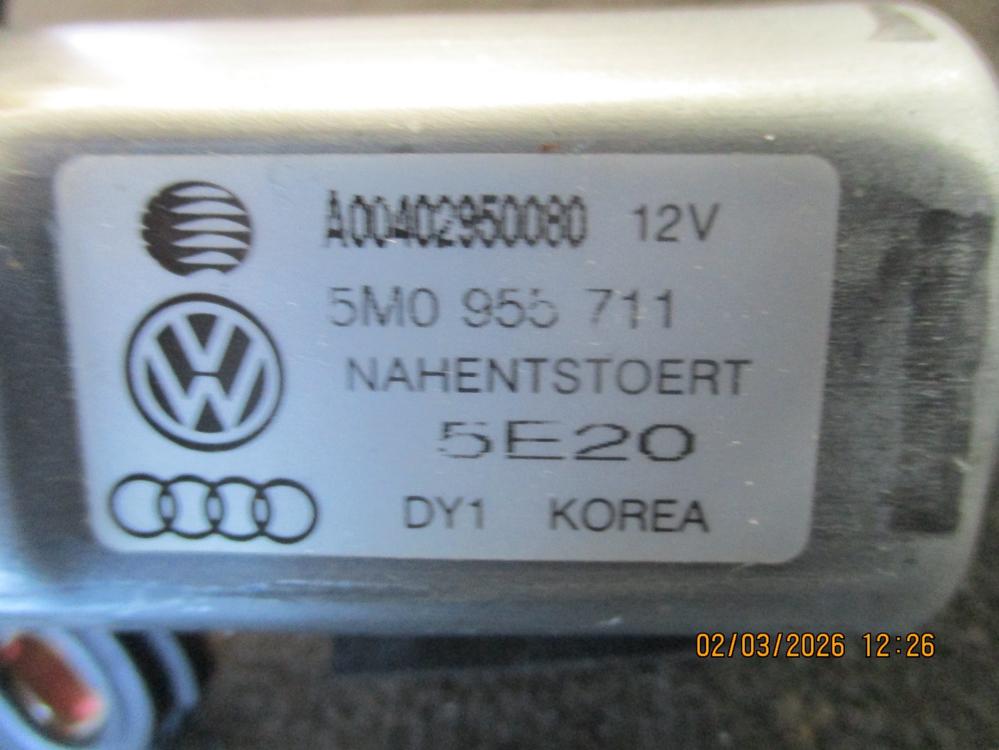 A00402950080 12V
5M0 955 711
NAHENTSTOERT
5E20
DY1 KOREA
02/03/2026 12:26